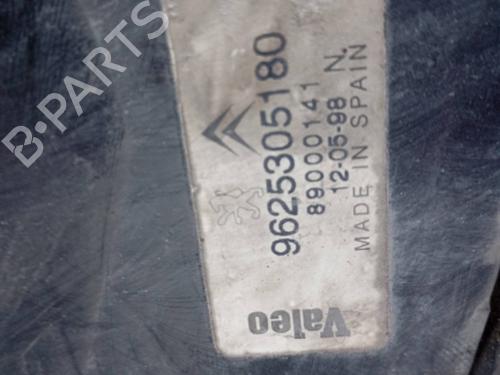 9625305180
89000141
12-05-98 N.
MADE IN SPAIN
Valeo
B-PARTS